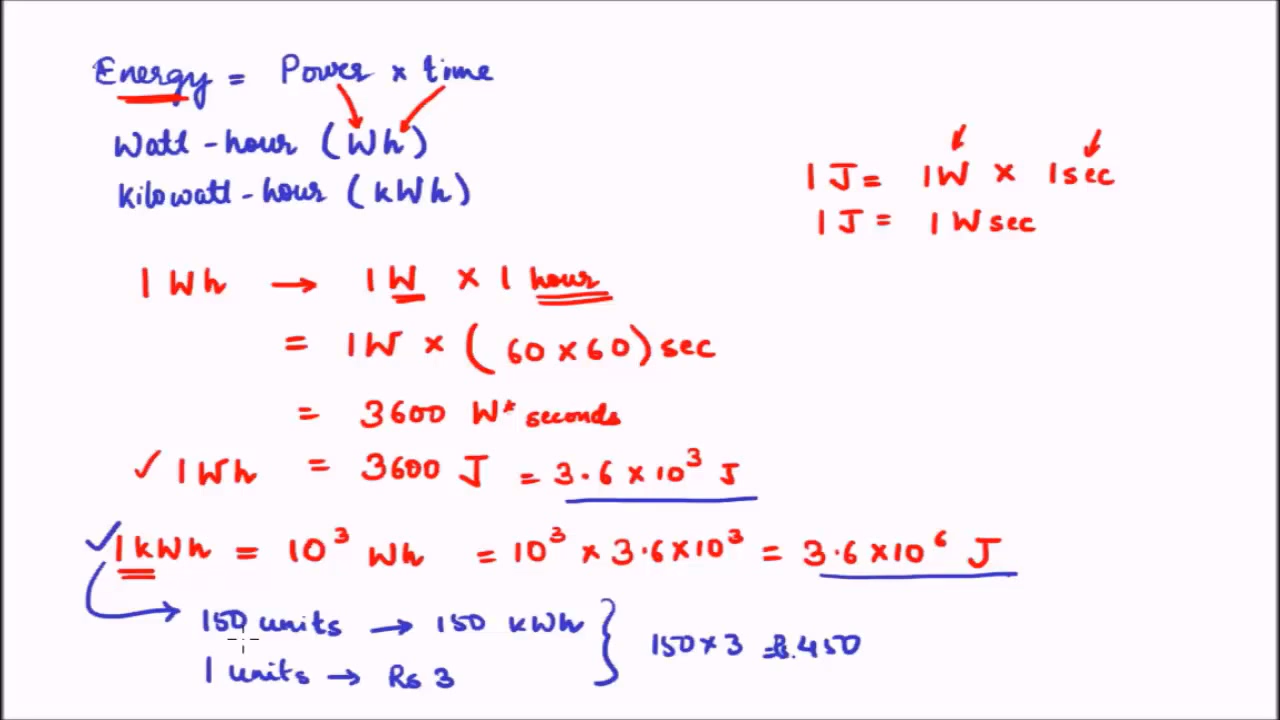 Energy = Power × time
Watt-hour (Wh)
Kilowatt-hour (kWh)
1 J = 1W × 1sec
1 J = 1 W sec
1 Wh → 1W × 1 hour
= 1W × (60×60) sec
= 3600 W* seconds
✓ 1 Wh = 3600 J = 3.6 × 10³ J
✓ 1 kWh = 10³ Wh = 10³ × 3.6×10³ = 3.6×10⁶ J
150 units → 150 kWh
1 units → Rs 3
150×3 = Rs.450